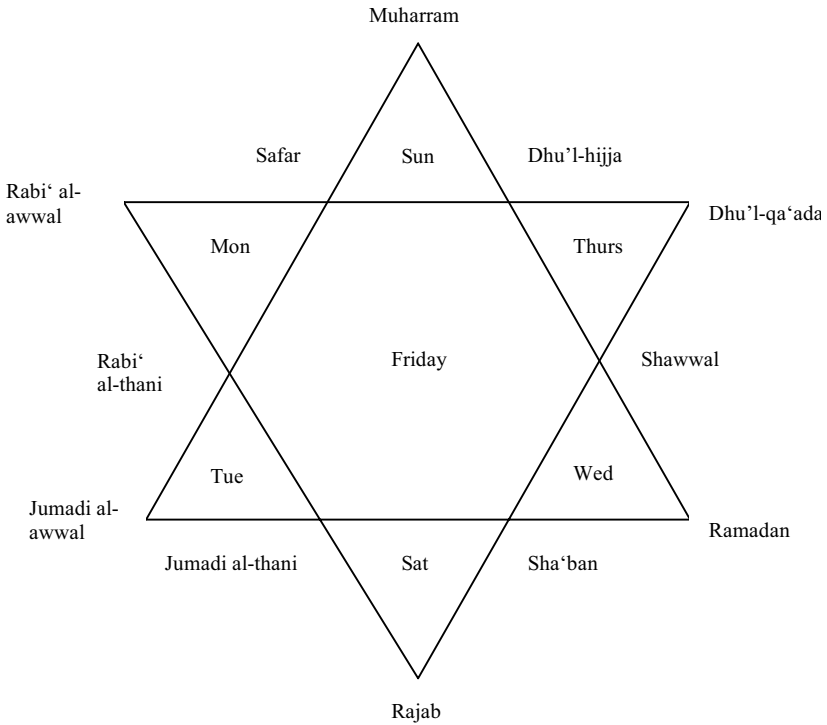 Muharram
Safar
Sun
Dhu’l-hijja
Rabi‘ al-
awwal
Dhu’l-qa‘ada
Mon
Thurs
Rabi‘
al-thani
Friday
Shawwal
Tue
Wed
Jumadi al-
awwal
Ramadan
Jumadi al-thani
Sat
Sha‘ban
Rajab